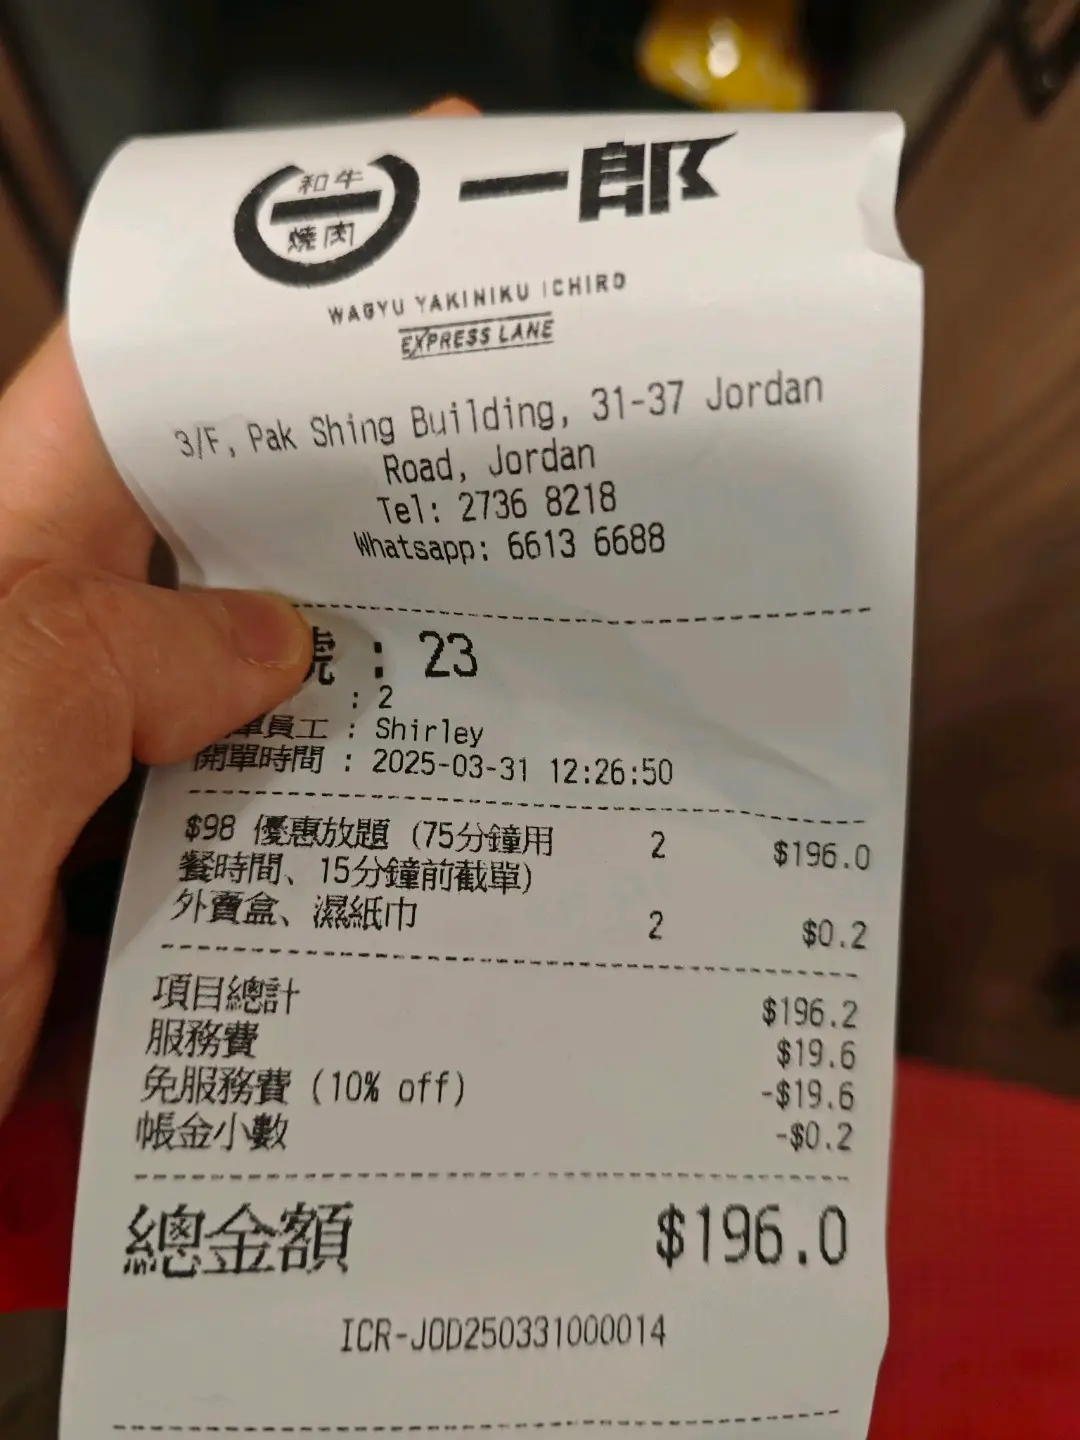 和牛
一
燒肉
一郎
WAGYU YAKINIKU ICHIRO
EXPRESS LANE
3/F, Pak Shing Building, 31-37 Jordan
Road, Jordan
Tel: 2736 8218
Whatsapp: 6613 6688
號 : 23
: 2
單員工 : Shirley
開單時間 : 2025-03-31 12:26:50
$98 優惠放題 (75分鐘用 2 $196.0
餐時間、15分鐘前截單)
外賣盒、濕紙巾 2 $0.2
項目總計 $196.2
服務費 $19.6
免服務費 (10% off) -$19.6
帳金小數 -$0.2
總金額 $196.0
ICR-JOD250331000014